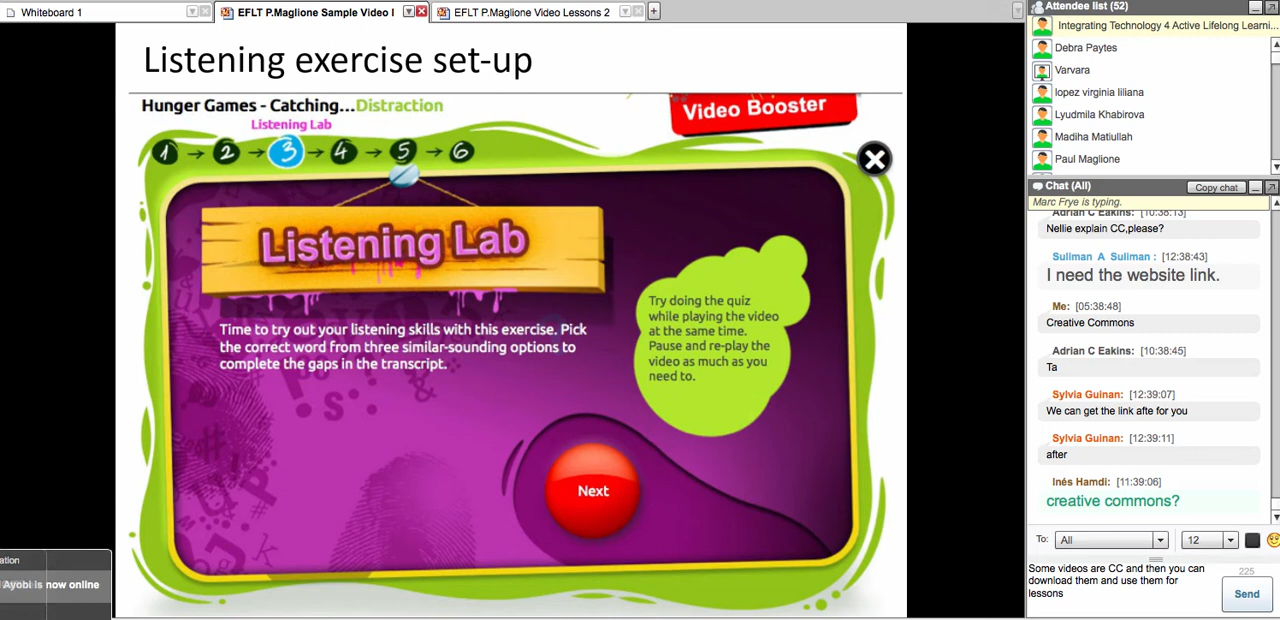 Whiteboard 1
EFLT P.Maglione Sample Video I
EFLT P.Maglione Video Lessons 2
Listening exercise set-up
Hunger Games - Catching...Distraction
Listening Lab
Video Booster
1 → 2 → 3 → 4 → 5 → 6
Listening Lab
Time to try out your listening skills with this exercise. Pick
the correct word from three similar-sounding options to
complete the gaps in the transcript.
Try doing the quiz
while playing the video
at the same time.
Pause and re-play the
video as much as you
need to.
Next
ation
Ayobi is now online
Attendee list (52)
Integrating Technology 4 Active Lifelong Learni...
Debra Paytes
Varvara
lopez virginia liliana
Lyudmila Khabirova
Madiha Matiullah
Paul Maglione
Chat (All)
Copy chat
Marc Frye is typing.
Adrian C Eakins: [10:38:13]
Nellie explain CC,please?
Suliman A Suliman : [12:38:43]
I need the website link.
Me: [05:38:48]
Creative Commons
Adrian C Eakins: [10:38:45]
Ta
Sylvia Guinan: [12:39:07]
We can get the link afte for you
Sylvia Guinan: [12:39:11]
after
Inés Hamdi: [11:39:06]
creative commons?
To: All 12
Some videos are CC and then you can
download them and use them for
lessons
225
Send